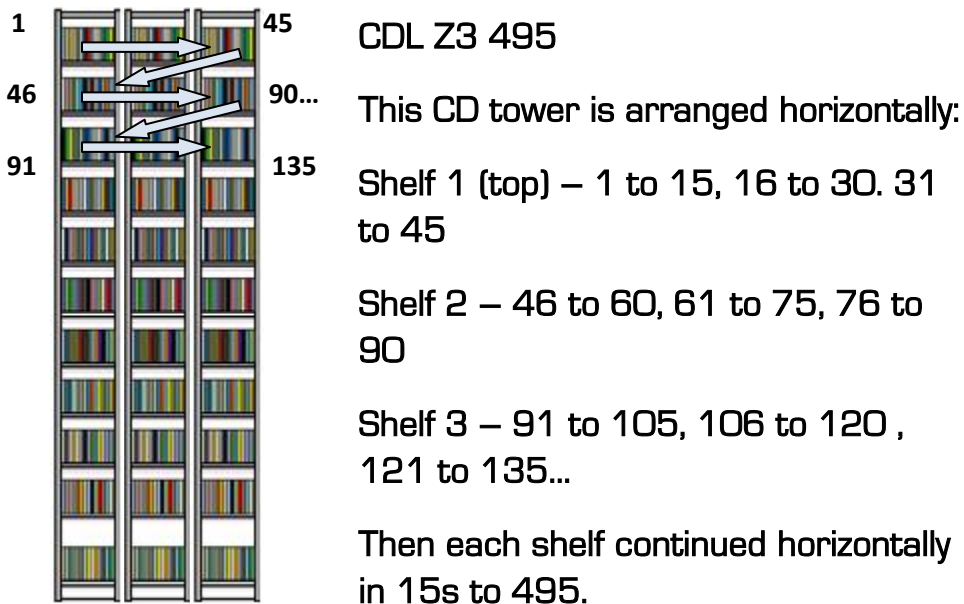 1
45
46
90...
91
135
CDL Z3 495
This CD tower is arranged horizontally:
Shelf 1 (top) – 1 to 15, 16 to 30. 31
to 45
Shelf 2 – 46 to 60, 61 to 75, 76 to
90
Shelf 3 – 91 to 105, 106 to 120 ,
121 to 135...
Then each shelf continued horizontally
in 15s to 495.